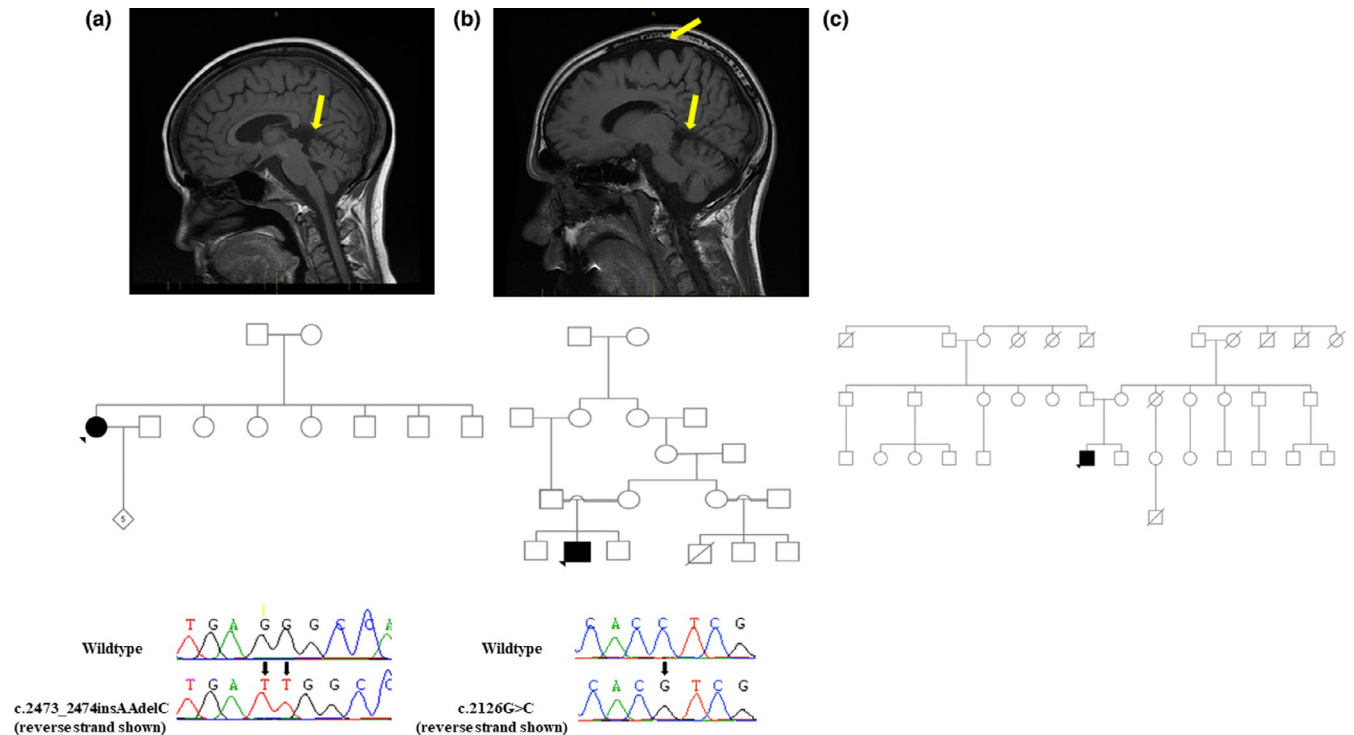 (a)
(b)
(c)
5
Wildtype
T G A G G G C C A
c.2473_2474insAAdelC
(reverse strand shown)
T G A T T G G C C
Wildtype
C A C C T C G
c.2126G>C
(reverse strand shown)
C A C G T C G